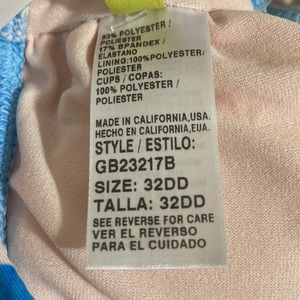 83% POLYESTER /
POLIESTER
17% SPANDEX /
ELASTANO
LINING:100% POLYESTER/
POLIESTER
CUPS / COPAS:
100% POLYESTER /
POLIESTER
MADE IN CALIFORNIA,USA.
HECHO EN CALIFORNIA,EUA.
STYLE / ESTILO:
GB23217B
SIZE: 32DD
TALLA: 32DD
SEE REVERSE FOR CARE
VER EL REVERSO
PARA EL CUIDADO